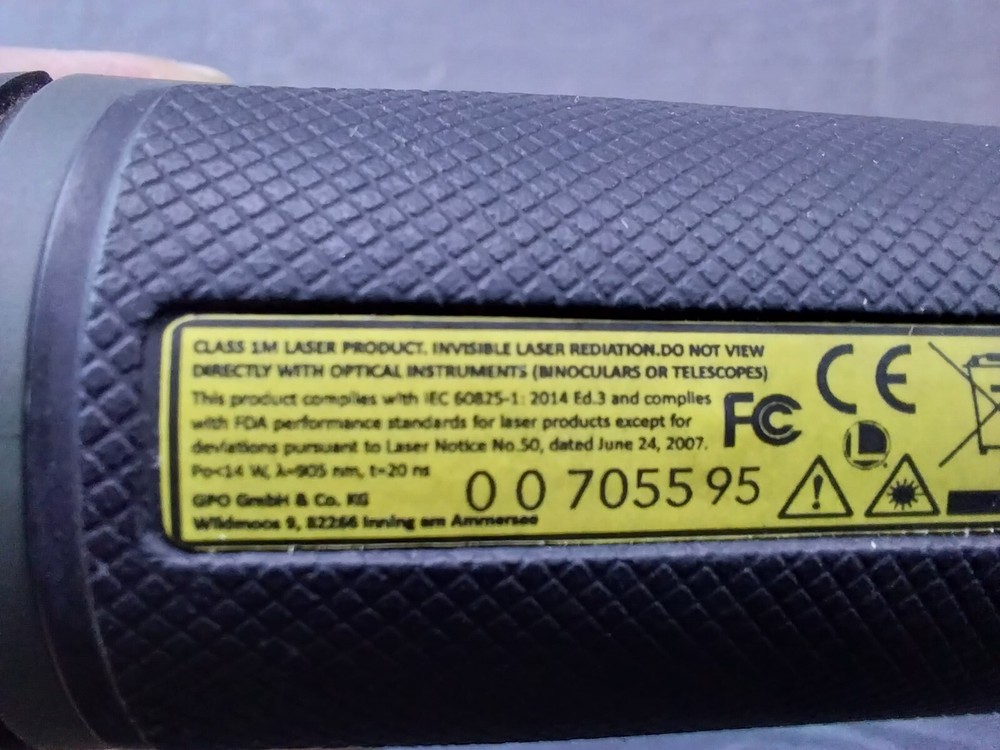 CLASS 1M LASER PRODUCT. INVISIBLE LASER REDIATION.DO NOT VIEW
DIRECTLY WITH OPTICAL INSTRUMENTS (BINOCULARS OR TELESCOPES)
This product complies with IEC 60825-1: 2014 Ed.3 and complies
with FDA performance standards for laser products except for
deviations pursuant to Laser Notice No.50, dated June 24, 2007.
Po<14 W, λ=905 nm, t=20 ns
GPO GmbH & Co. KG
Wildmoos 9, 82266 Inning am Ammersee
0 0 705595
FC
CE
L